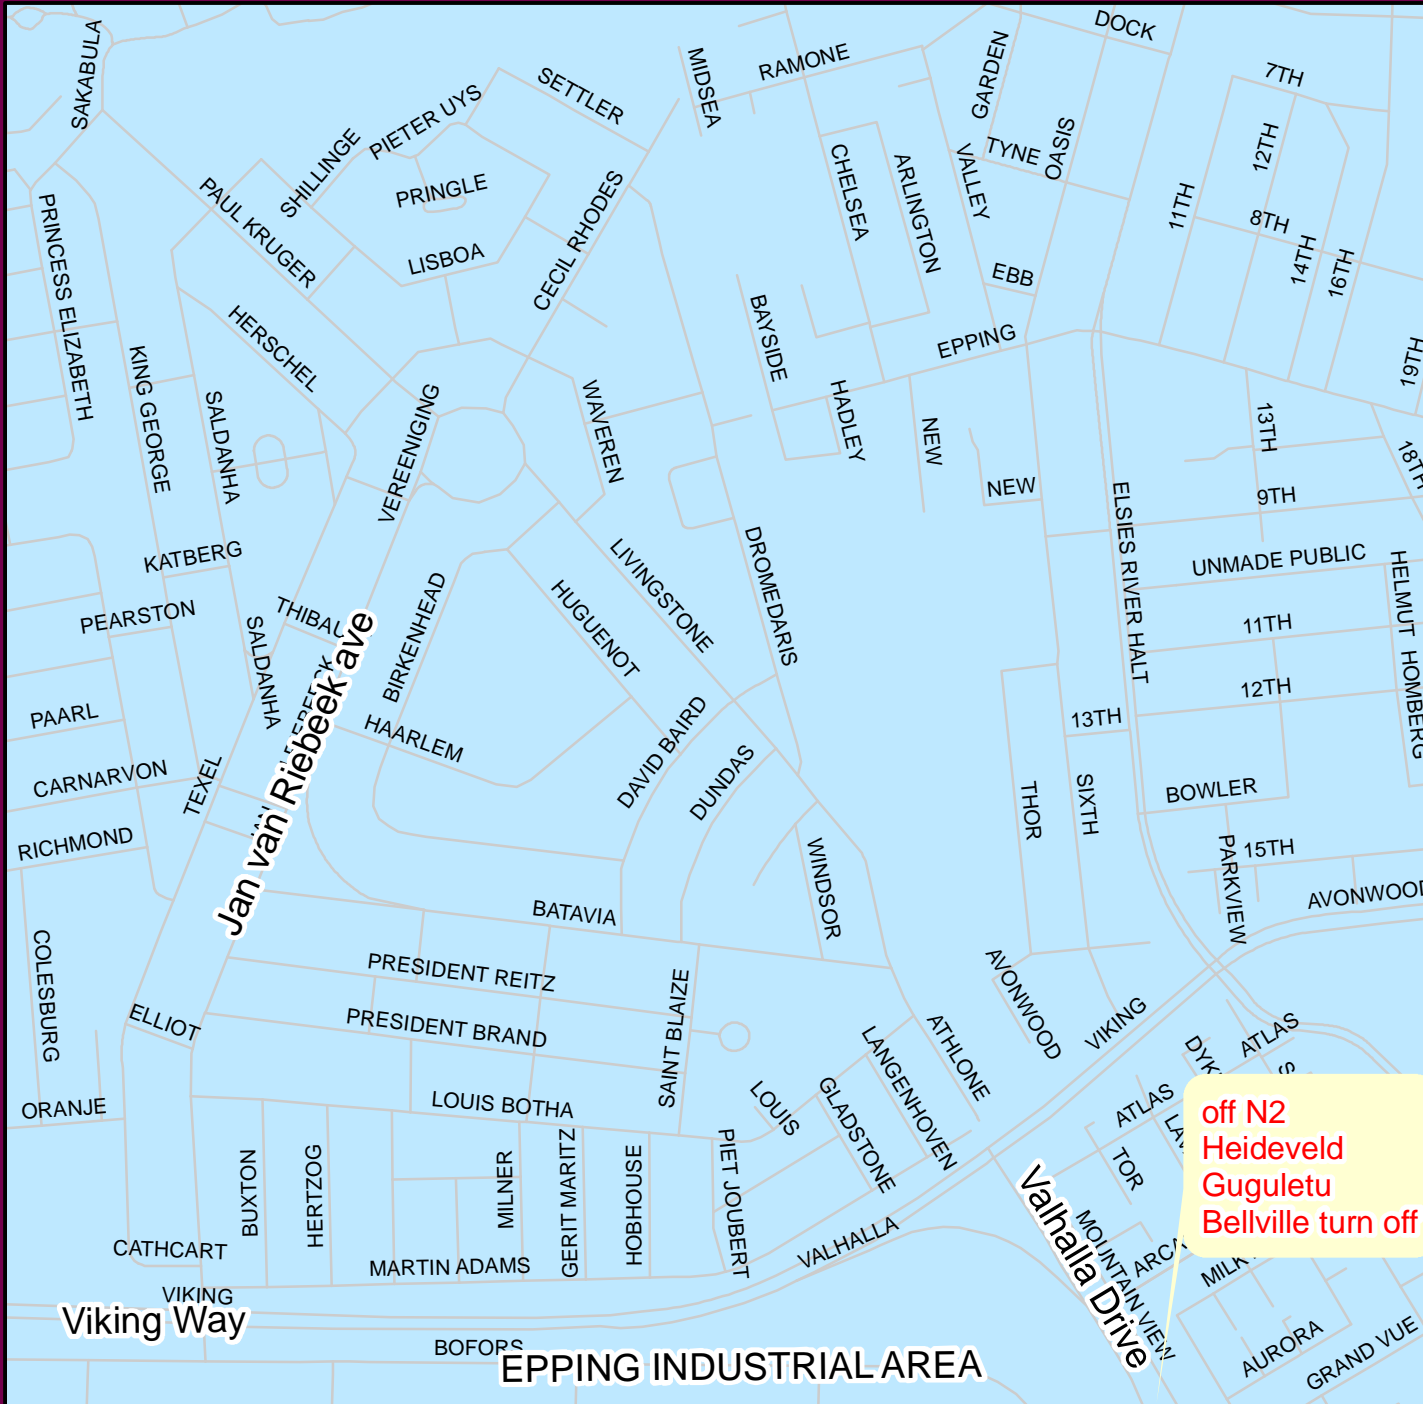 DOCK
SAKABULA
SETTLER
MIDSEA
RAMONE
GARDEN
7TH
PIETER UYS
SHILLINGE
12TH
TYNE
OASIS
PRINGLE
CHELSEA
ARLINGTON
VALLEY
11TH
8TH
PAUL KRUGER
PRINCESS ELIZABETH
CECIL RHODES
LISBOA
EBB
14TH
16TH
HERSCHEL
BAYSIDE
EPPING
19TH
KING GEORGE
SALDANHA
VEREENIGING
WAVEREN
HADLEY
NEW
13TH
18TH
NEW
9TH
ELSIES RIVER HALT
KATBERG
UNMADE PUBLIC
LIVINGSTONE
DROMEDARIS
HELMUT
PEARSTON
THIBAU
BIRKENHEAD
HUGUENOT
11TH
SALDANHA
Jan van Riebeek ave
HOMBERG
12TH
PAARL
HAARLEM
DAVID BAIRD
13TH
CARNARVON
TEXEL
DUNDAS
THOR
SIXTH
BOWLER
RICHMOND
WINDSOR
PARKVIEW
15TH
BATAVIA
AVONWOOD
COLESBURG
PRESIDENT REITZ
SAINT BLAIZE
AVONWOOD
ELLIOT
PRESIDENT BRAND
ATHLONE
VIKING
ATLAS
LANGENHOVEN
DYK
S
ORANJE
LOUIS BOTHA
LOUIS
GLADSTONE
ATLAS
LAV
off N2
Heideveld
Guguletu
Bellville turn off
BUXTON
HERTZOG
MILNER
GERIT MARITZ
HOBHOUSE
PIET JOUBERT
TOR
Valhalla Drive
MOUNTAIN VIEW
CATHCART
MARTIN ADAMS
VALHALLA
ARCA
MILK
VIKING
Viking Way
BOFORS
EPPING INDUSTRIAL AREA
AURORA
GRAND VUE